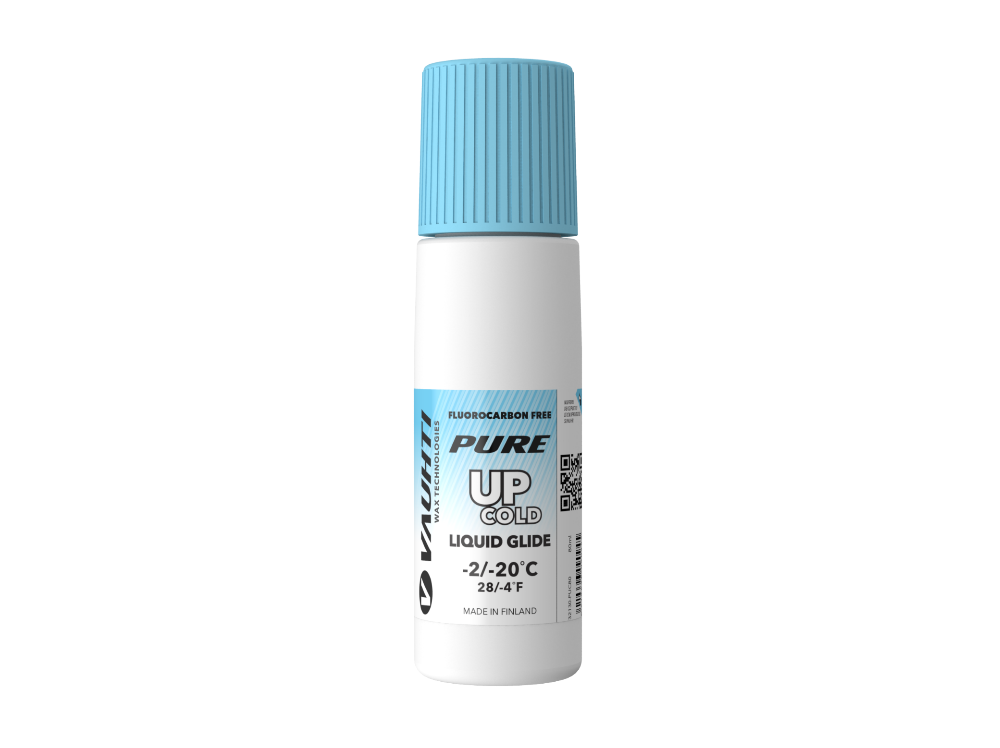 VAUHTI
WAX TECHNOLOGIES
FLUOROCARBON FREE
PURE
UP
COLD
LIQUID GLIDE
-2/-20°C
28/-4°F
MADE IN FINLAND
80ml
32130-PUC80